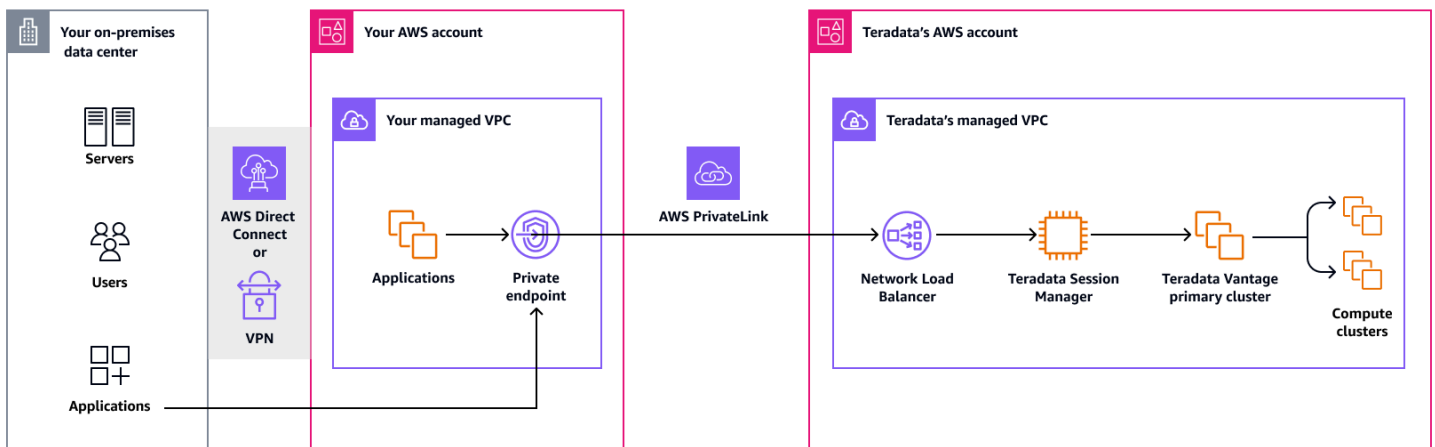 Your on-premises
data center
Servers
Users
Applications
AWS Direct
Connect
or
VPN
Your AWS account
Your managed VPC
Applications
Private
endpoint
AWS PrivateLink
Teradata’s AWS account
Teradata’s managed VPC
Network Load
Balancer
Teradata Session
Manager
Teradata Vantage
primary cluster
Compute
clusters